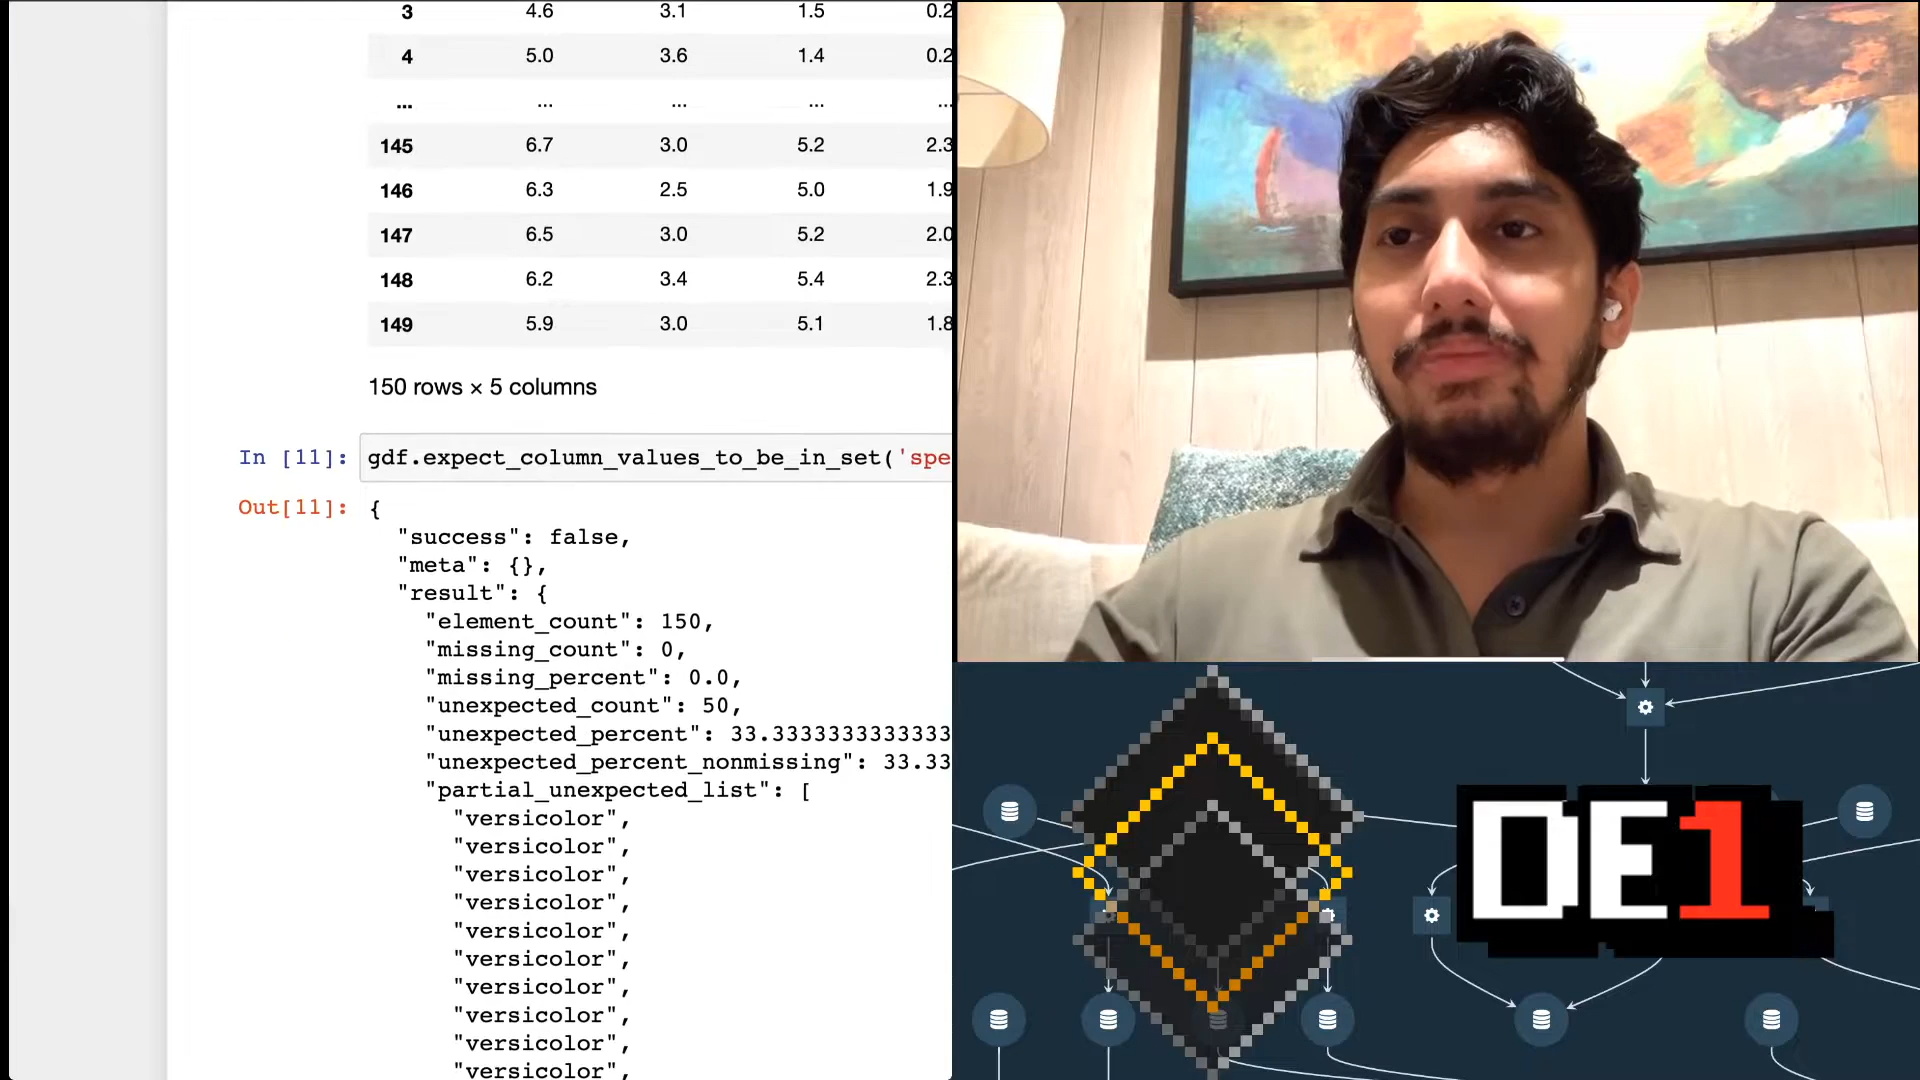 3 4.6 3.1 1.5 0.2
4 5.0 3.6 1.4 0.2
... ... ... ... ...
145 6.7 3.0 5.2 2.3
146 6.3 2.5 5.0 1.9
147 6.5 3.0 5.2 2.0
148 6.2 3.4 5.4 2.3
149 5.9 3.0 5.1 1.8
150 rows × 5 columns
In [11]: gdf.expect_column_values_to_be_in_set('spe
Out[11]: {
"success": false,
"meta": {},
"result": {
"element_count": 150,
"missing_count": 0,
"missing_percent": 0.0,
"unexpected_count": 50,
"unexpected_percent": 33.3333333333333
"unexpected_percent_nonmissing": 33.33
"partial_unexpected_list": [
"versicolor",
"versicolor",
"versicolor",
"versicolor",
"versicolor",
"versicolor",
"versicolor",
"versicolor",
"versicolor",
"versicolor",
DE1